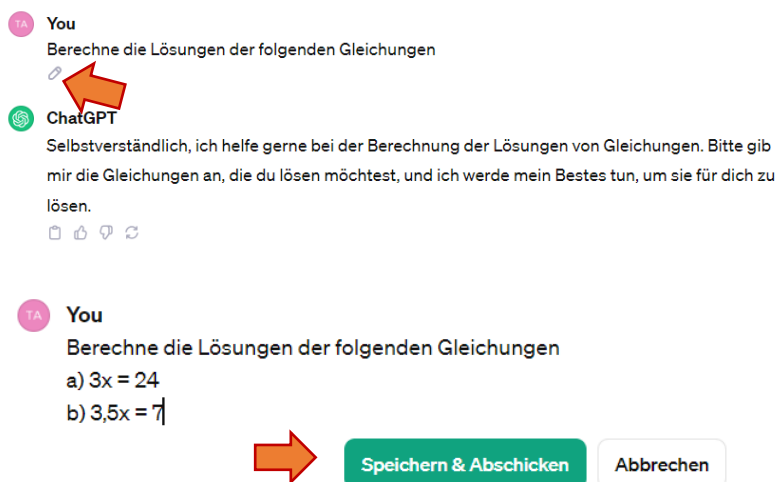 TA You
Berechne die Lösungen der folgenden Gleichungen
ChatGPT
Selbstverständlich, ich helfe gerne bei der Berechnung der Lösungen von Gleichungen. Bitte gib
mir die Gleichungen an, die du lösen möchtest, und ich werde mein Bestes tun, um sie für dich zu
lösen.
TA You
Berechne die Lösungen der folgenden Gleichungen
a) 3x = 24
b) 3,5x = 7
Speichern & Abschicken Abbrechen